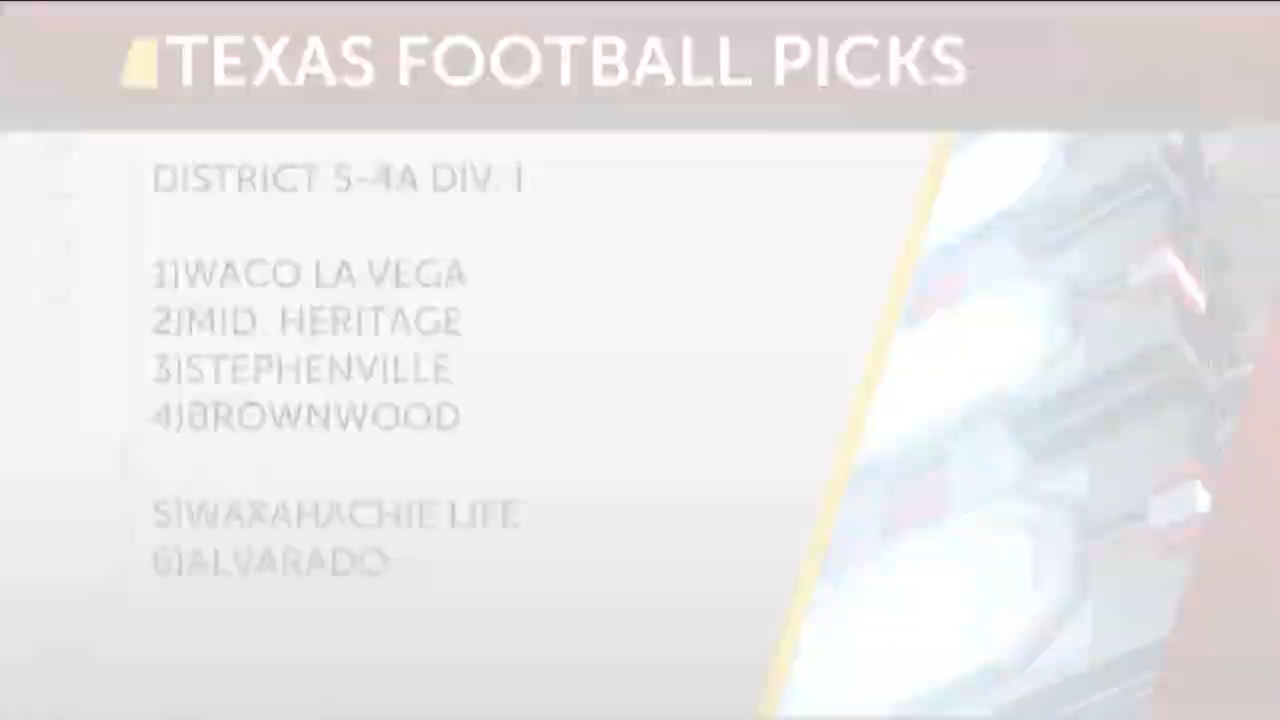 TEXAS FOOTBALL PICKS
DISTRICT 5-4A DIV. I
1)WACO LA VEGA
2)MID. HERITAGE
3)STEPHENVILLE
4)BROWNWOOD
5)WAXAHACHIE LIFE
6)ALVARADO